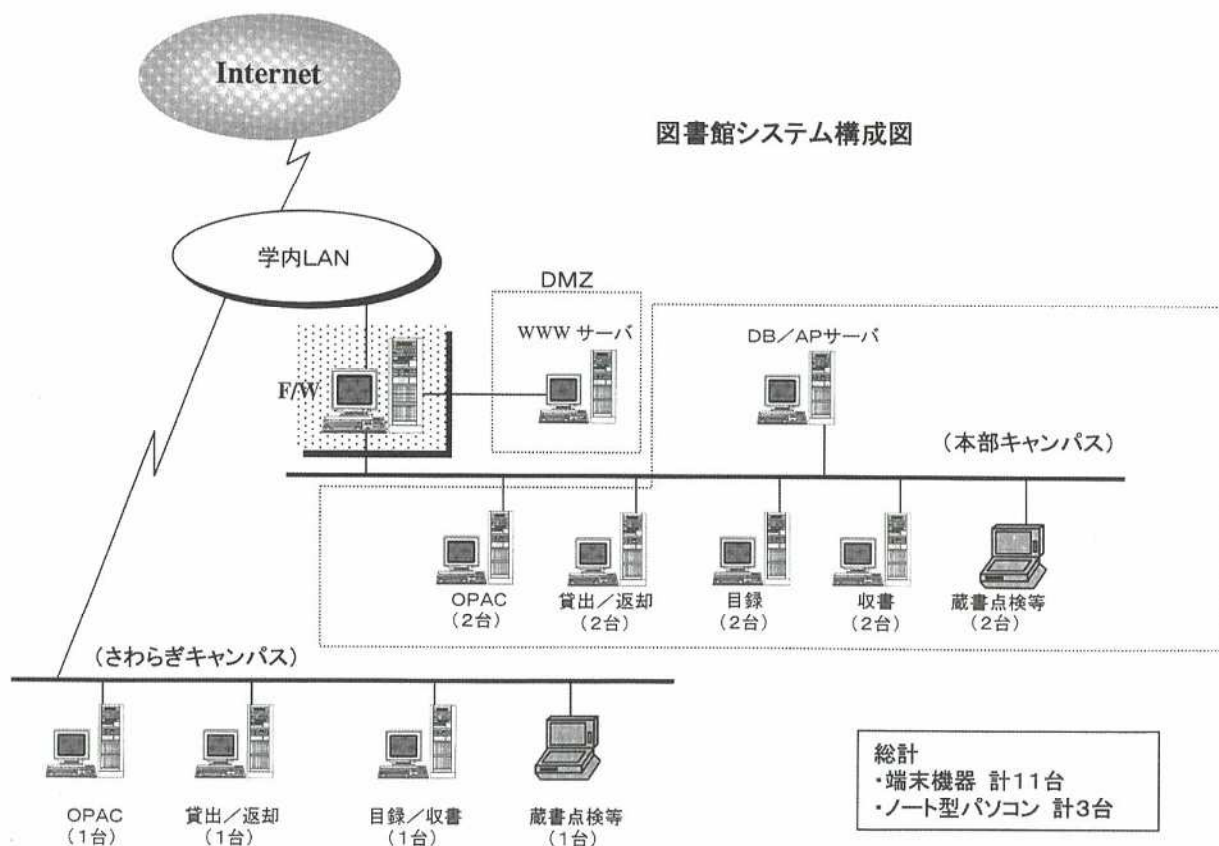 Internet
図書館システム構成図
学内LAN
DMZ
WWW サーバ
DB／APサーバ
F/W
（本部キャンパス）
OPAC
（2台）
貸出／返却
（2台）
目録
（2台）
収書
（2台）
蔵書点検等
（2台）
（さわらぎキャンパス）
OPAC
（1台）
貸出／返却
（1台）
目録／収書
（1台）
蔵書点検等
（1台）
総計
・端末機器 計11台
・ノート型パソコン 計3台